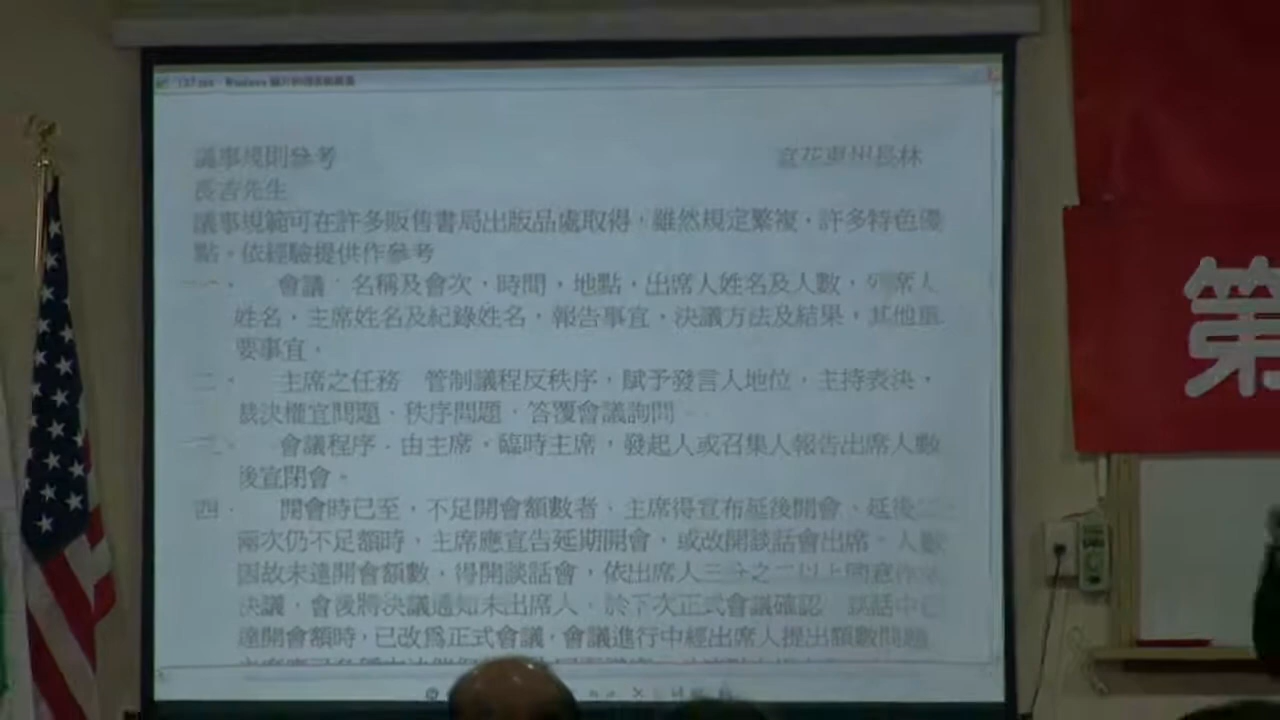 議事規則參考
長林
長吉先生
議事規範可在許多販售書局出版品處取得，雖然規定繁複，許多特色優
點。依經驗提供作參考
一、 會議：名稱及會次，時間，地點，出席人姓名及人數，列席人
姓名，主席姓名及紀錄姓名，報告事宜，決議方法及結果，其他重
要事宜。
二、 主席之任務 管制議程反秩序，賦予發言人地位，主持表決，
裁決權宜問題、秩序問題，答覆會議詢問
三、 會議程序．由主席，臨時主席，發起人或召集人報告出席人數
後宣閉會。
四、 開會時已至，不足開會額數者，主席得宣布延後開會、延後
兩次仍不足額時，主席應宣告延期開會，或改開談話會出席。人數
因故未達開會額數，得開談話會，依出席人三分之二以上同意作
決議，會後將決議通知未出席人，於下次正式會議確認 談話中已
達開會額時，已改為正式會議，會議進行中經出席人提出額數問題
第